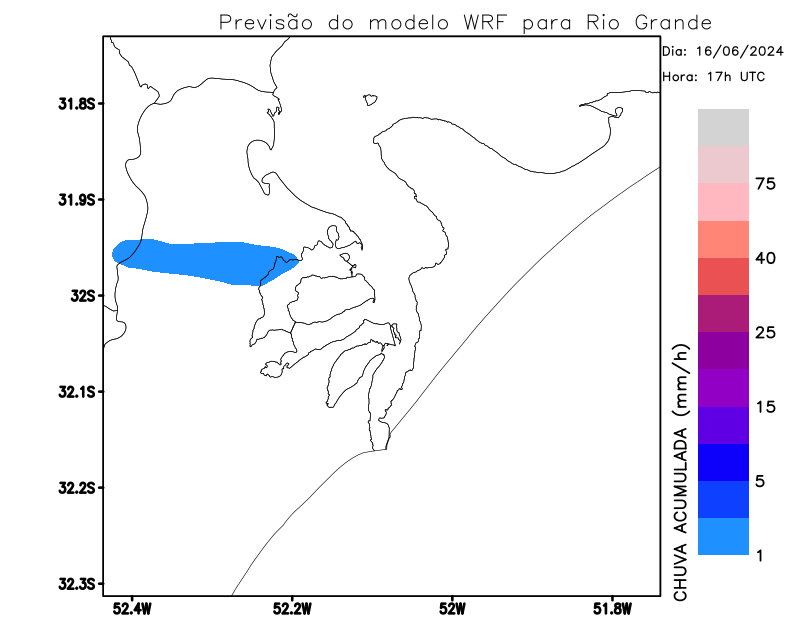 Previsão do modelo WRF para Rio Grande
Dia: 16/06/2024
Hora: 17h UTC
31.8S
31.9S
32S
32.1S
32.2S
32.3S
52.4W
52.2W
52W
51.8W
75
40
25
15
5
1
CHUVA ACUMULADA (mm/h)